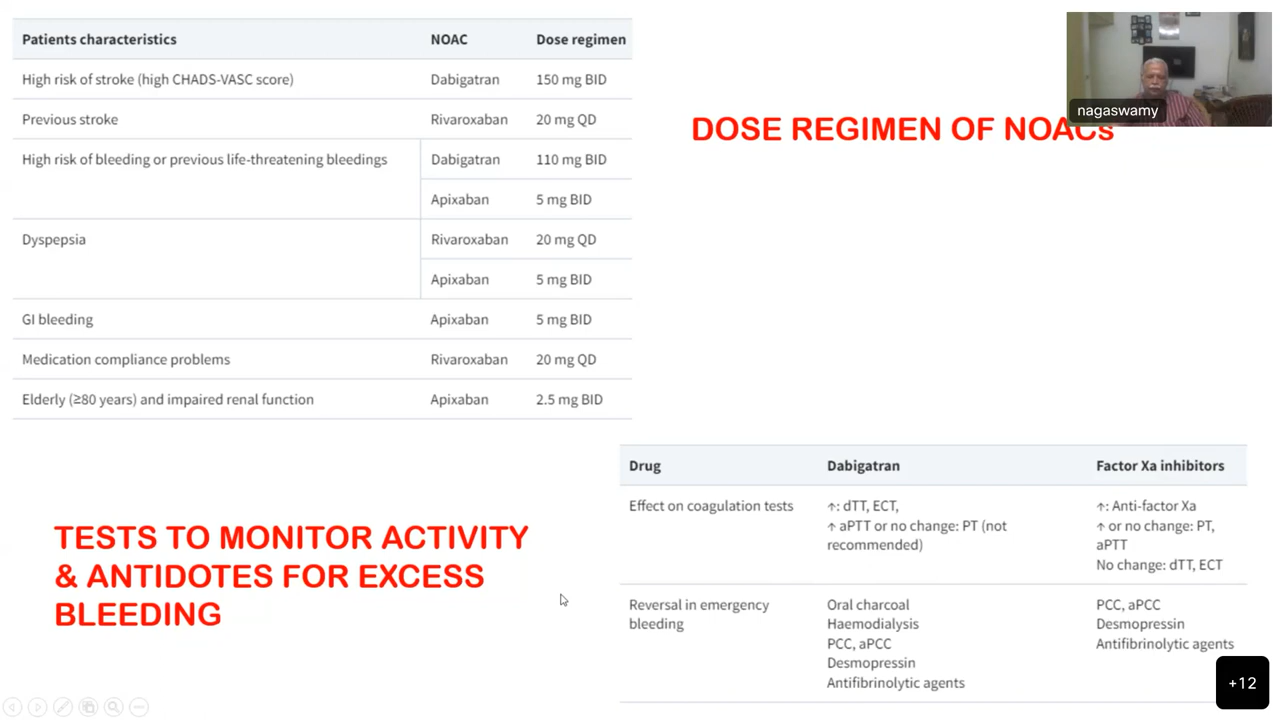 Patients characteristics NOAC Dose regimen
High risk of stroke (high CHADS-VASC score) Dabigatran 150 mg BID
Previous stroke Rivaroxaban 20 mg QD
High risk of bleeding or previous life-threatening bleedings Dabigatran 110 mg BID
Apixaban 5 mg BID
Dyspepsia Rivaroxaban 20 mg QD
Apixaban 5 mg BID
GI bleeding Apixaban 5 mg BID
Medication compliance problems Rivaroxaban 20 mg QD
Elderly (≥80 years) and impaired renal function Apixaban 2.5 mg BID
nagaswamy
DOSE REGIMEN OF NOACs
TESTS TO MONITOR ACTIVITY
& ANTIDOTES FOR EXCESS
BLEEDING
Drug Dabigatran Factor Xa inhibitors
Effect on coagulation tests ↑: dTT, ECT, ↑: Anti-factor Xa
↑ aPTT or no change: PT (not ↑ or no change: PT,
recommended) aPTT
No change: dTT, ECT
Reversal in emergency Oral charcoal PCC, aPCC
bleeding Haemodialysis Desmopressin
PCC, aPCC Antifibrinolytic agents
Desmopressin
Antifibrinolytic agents
+12